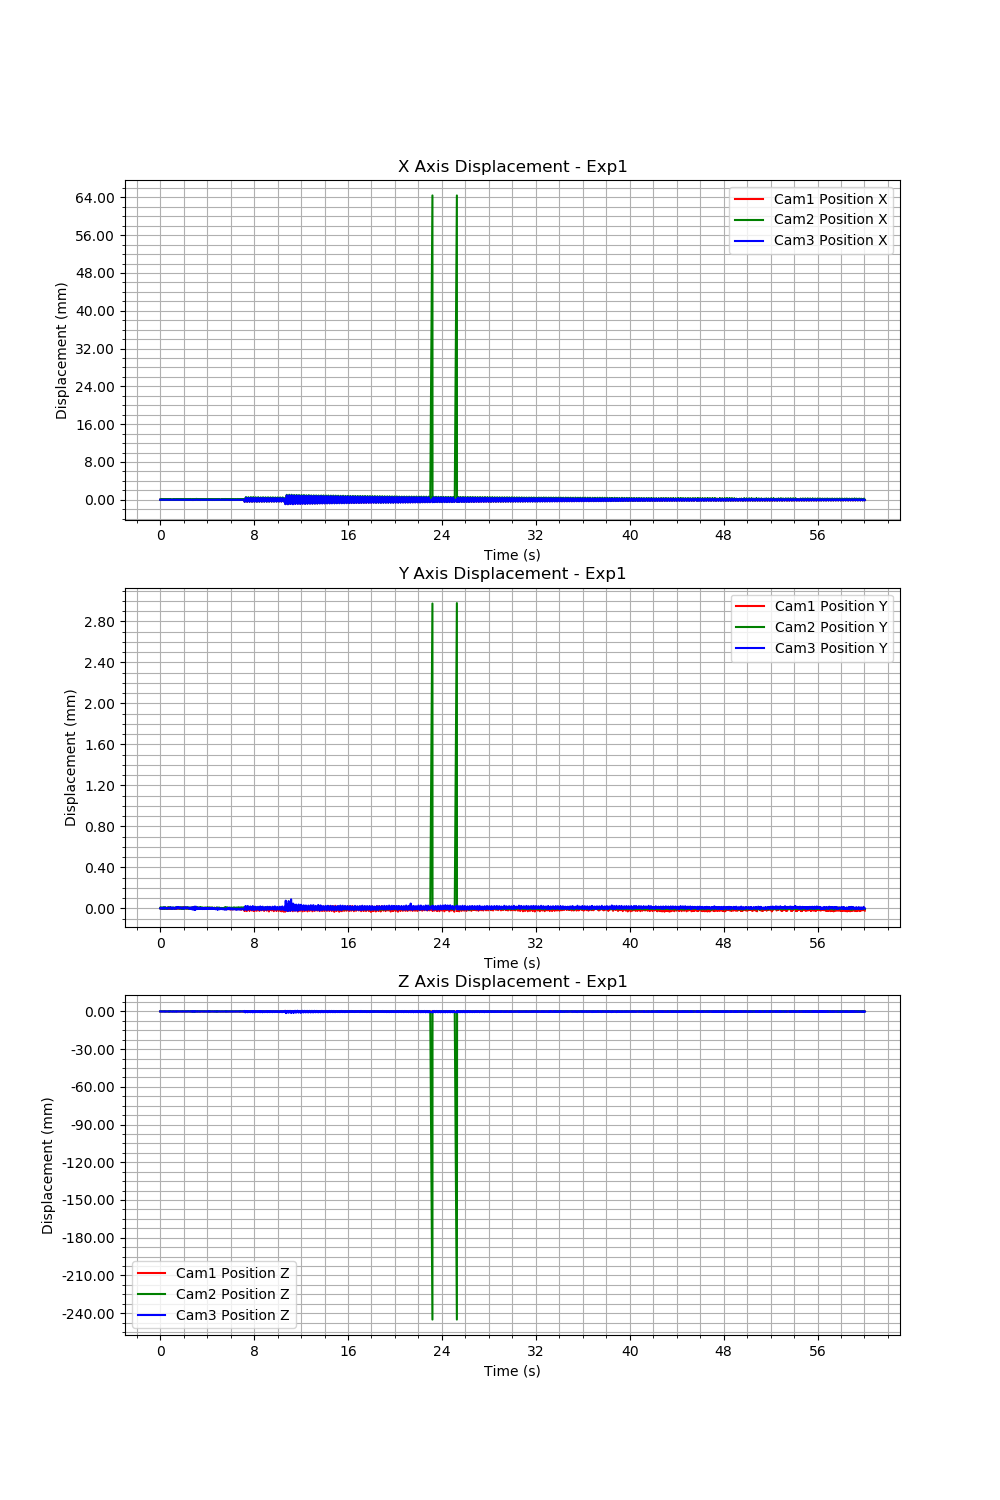 X Axis Displacement - Exp1
64.00
56.00
48.00
40.00
32.00
24.00
16.00
8.00
0.00
Displacement (mm)
Cam1 Position X
Cam2 Position X
Cam3 Position X
0 8 16 24 32 40 48 56
Time (s)
Y Axis Displacement - Exp1
2.80
2.40
2.00
1.60
1.20
0.80
0.40
0.00
Displacement (mm)
Cam1 Position Y
Cam2 Position Y
Cam3 Position Y
0 8 16 24 32 40 48 56
Time (s)
Z Axis Displacement - Exp1
0.00
-30.00
-60.00
-90.00
-120.00
-150.00
-180.00
-210.00
-240.00
Displacement (mm)
Cam1 Position Z
Cam2 Position Z
Cam3 Position Z
0 8 16 24 32 40 48 56
Time (s)